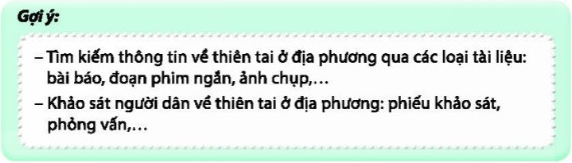 Gợi ý:
– Tìm kiếm thông tin về thiên tai ở địa phương qua các loại tài liệu:
bài báo, đoạn phim ngắn, ảnh chụp,...
– Khảo sát người dân về thiên tai ở địa phương: phiếu khảo sát,
phỏng vấn,...